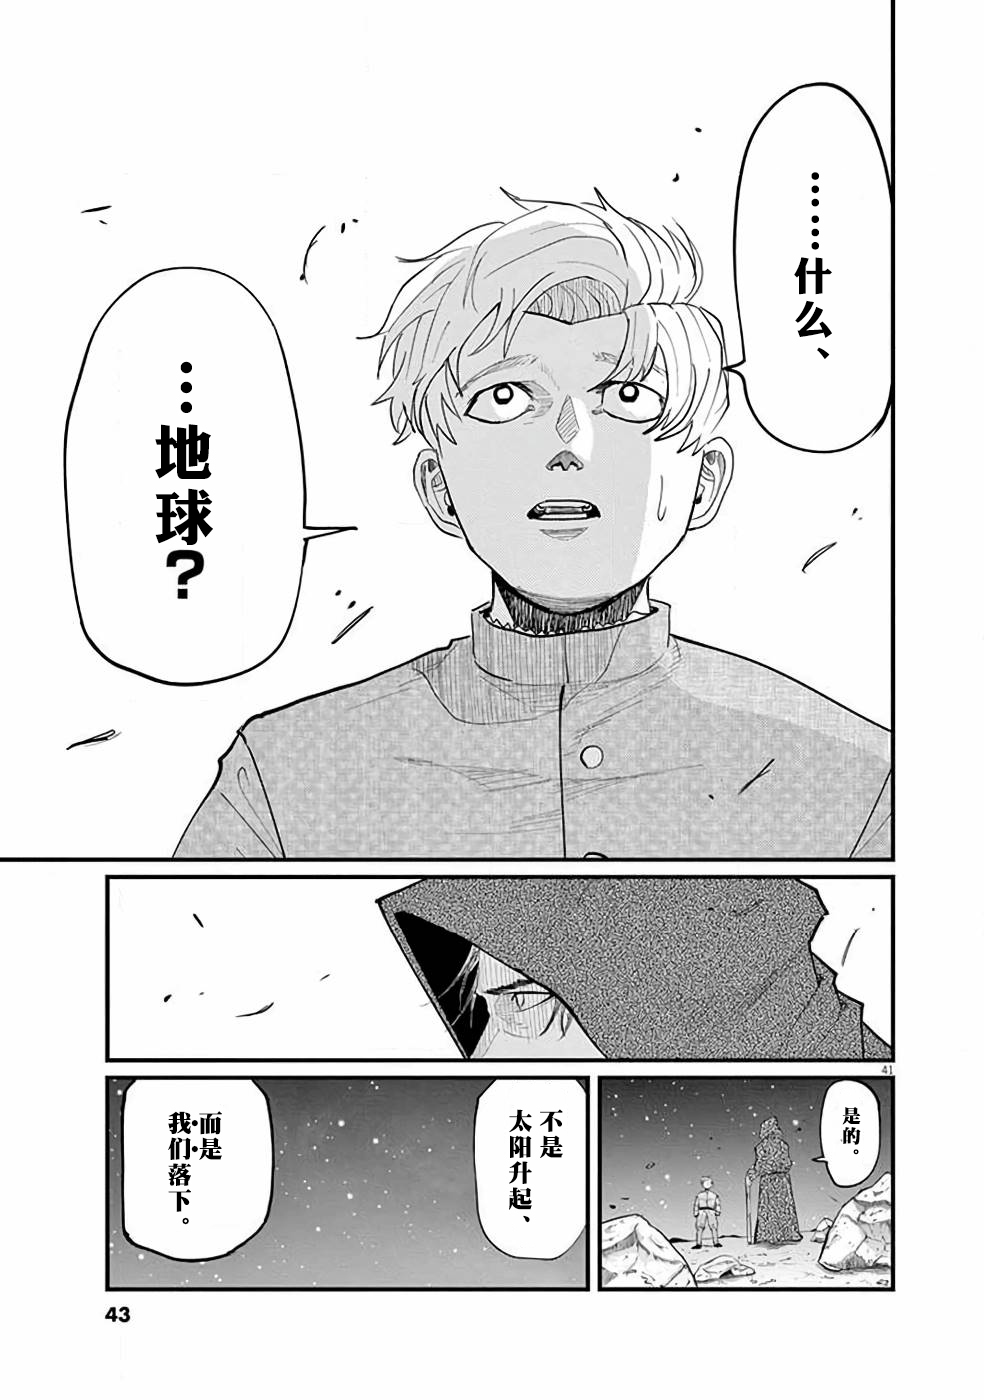 ………什么、
…地球？
41
是的。
不是
太阳升起、
而是
我们落下。
43